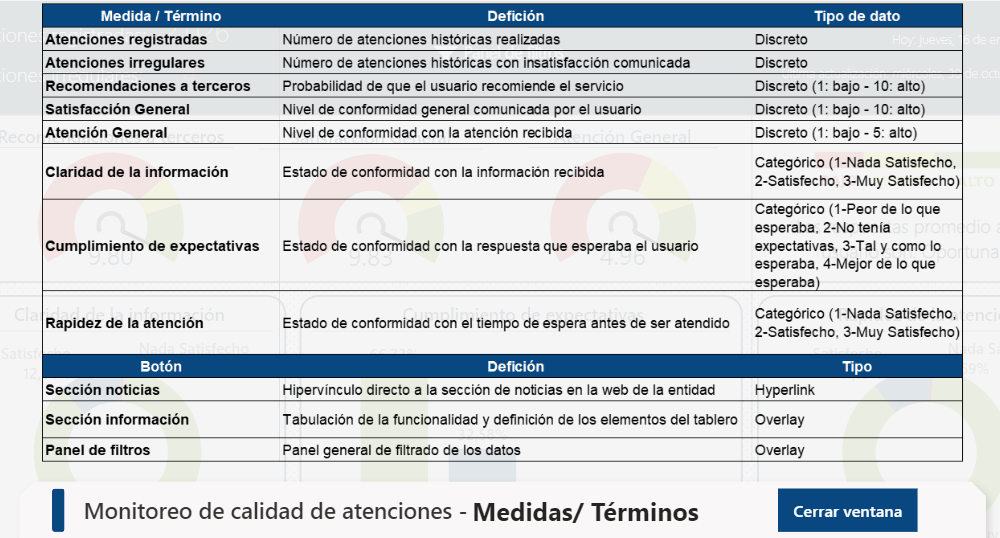 Medida / Término Defición Tipo de dato
Atenciones registradas Número de atenciones históricas realizadas Discreto
Atenciones irregulares Número de atenciones históricas con insatisfacción comunicada Discreto
Recomendaciones a terceros Probabilidad de que el usuario recomiende el servicio Discreto (1: bajo - 10: alto)
Satisfacción General Nivel de conformidad general comunicada por el usuario Discreto (1: bajo - 10: alto)
Atención General Nivel de conformidad con la atención recibida Discreto (1: bajo - 5: alto)
Claridad de la información Estado de conformidad con la información recibida Categórico (1-Nada Satisfecho,
2-Satisfecho, 3-Muy Satisfecho)
Cumplimiento de expectativas Estado de conformidad con la respuesta que esperaba el usuario Categórico (1-Peor de lo que
esperaba, 2-No tenía
expectativas, 3-Tal y como lo
esperaba, 4-Mejor de lo que
esperaba)
Rapidez de la atención Estado de conformidad con el tiempo de espera antes de ser atendido Categórico (1-Nada Satisfecho,
2-Satisfecho, 3-Muy Satisfecho)
Botón Defición Tipo
Sección noticias Hipervínculo directo a la sección de noticias en la web de la entidad Hyperlink
Sección información Tabulación de la funcionalidad y definición de los elementos del tablero Overlay
Panel de filtros Panel general de filtrado de los datos Overlay
9.80 9.83 4.96
Monitoreo de calidad de atenciones - Medidas/ Términos
Cerrar ventana